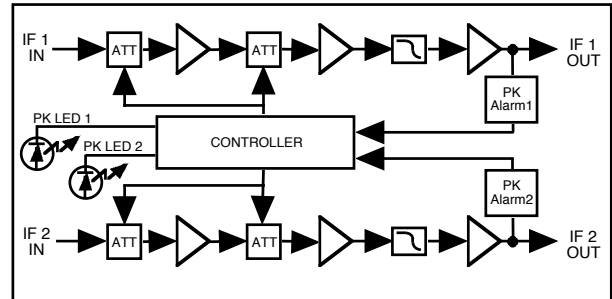 IF 1
IN
ATT
ATT
IF 1
OUT
PK
Alarm1
PK LED 1
CONTROLLER
PK LED 2
PK
Alarm2
IF 2
IN
ATT
ATT
IF 2
OUT